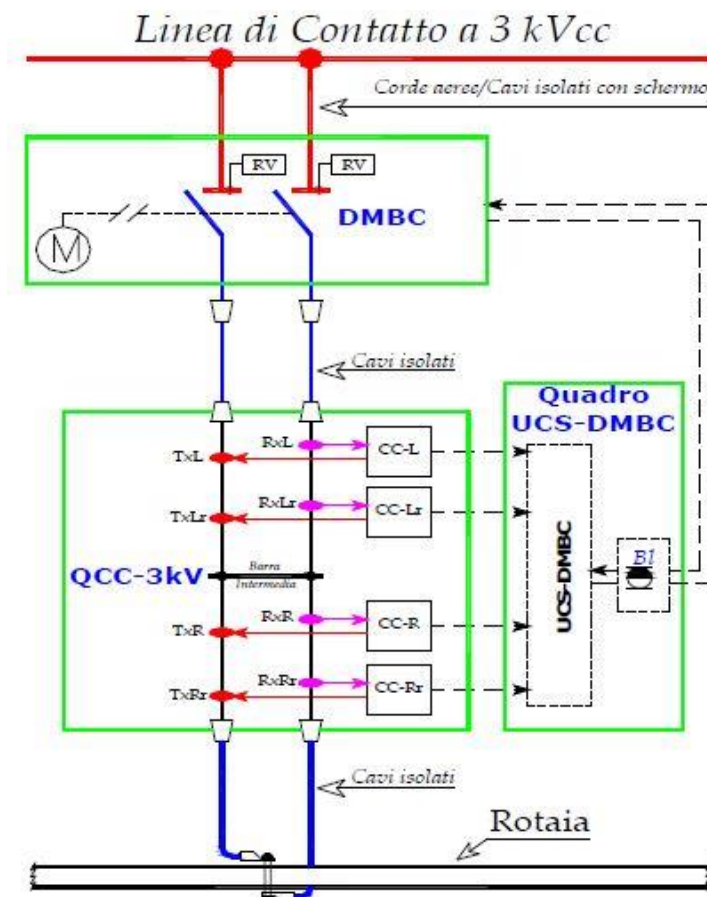 Linea di Contatto a 3 kVcc
Corde aeree/Cavi isolati con schermo
RV
RV
DMBC
M
Cavi isolati
Quadro
UCS-DMBC
RxL
CC-L
TxL
RxLr
CC-Lr
TxLr
UCS-DMBC
Bl
QCC-3kV
Barra
Intermedia
RxR
CC-R
TxR
RxRr
CC-Rr
TxRr
Cavi isolati
Rotaia